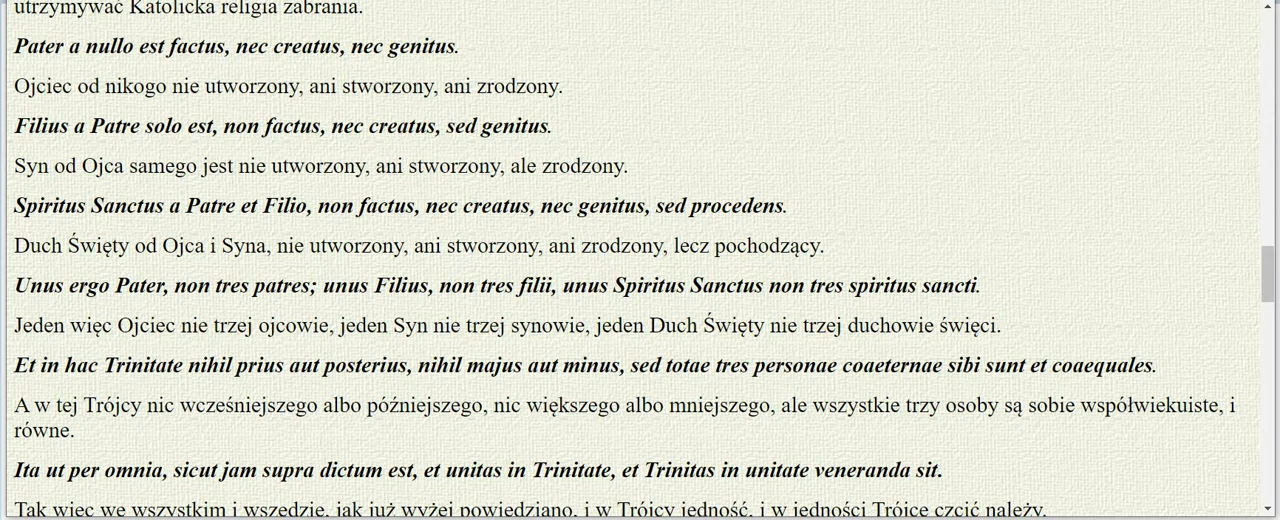 utrzymywać Katolicka religia zabrania.
Pater a nullo est factus, nec creatus, nec genitus.
Ojciec od nikogo nie utworzony, ani stworzony, ani zrodzony.
Filius a Patre solo est, non factus, nec creatus, sed genitus.
Syn od Ojca samego jest nie utworzony, ani stworzony, ale zrodzony.
Spiritus Sanctus a Patre et Filio, non factus, nec creatus, nec genitus, sed procedens.
Duch Święty od Ojca i Syna, nie utworzony, ani stworzony, ani zrodzony, lecz pochodzący.
Unus ergo Pater, non tres patres; unus Filius, non tres filii, unus Spiritus Sanctus non tres spiritus sancti.
Jeden więc Ojciec nie trzej ojcowie, jeden Syn nie trzej synowie, jeden Duch Święty nie trzej duchowie święci.
Et in hac Trinitate nihil prius aut posterius, nihil majus aut minus, sed totae tres personae coaeternae sibi sunt et coaequales.
A w tej Trójcy nic wcześniejszego albo późniejszego, nic większego albo mniejszego, ale wszystkie trzy osoby są sobie współwiekuiste, i
równe.
Ita ut per omnia, sicut jam supra dictum est, et unitas in Trinitate, et Trinitas in unitate veneranda sit.
Tak więc we wszystkim i wszędzie, jak już wyżej powiedziano, i w Trójcy jedność, i w jedności Trójcę czcić należy.